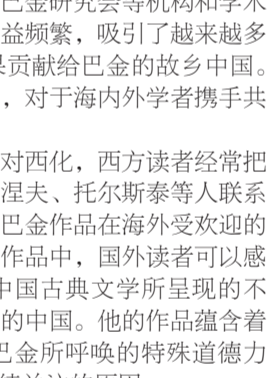 巴金研究会等机构和学术
益频繁，吸引了越来越多
贡献给巴金的故乡中国。
，对于海内外学者携手共
对西化，西方读者经常把
涅夫、托尔斯泰等人联系
巴金作品在海外受欢迎的
作品中，国外读者可以感
中国古典文学所呈现的不
的中国。他的作品蕴含着
巴金所呼唤的特殊道德力